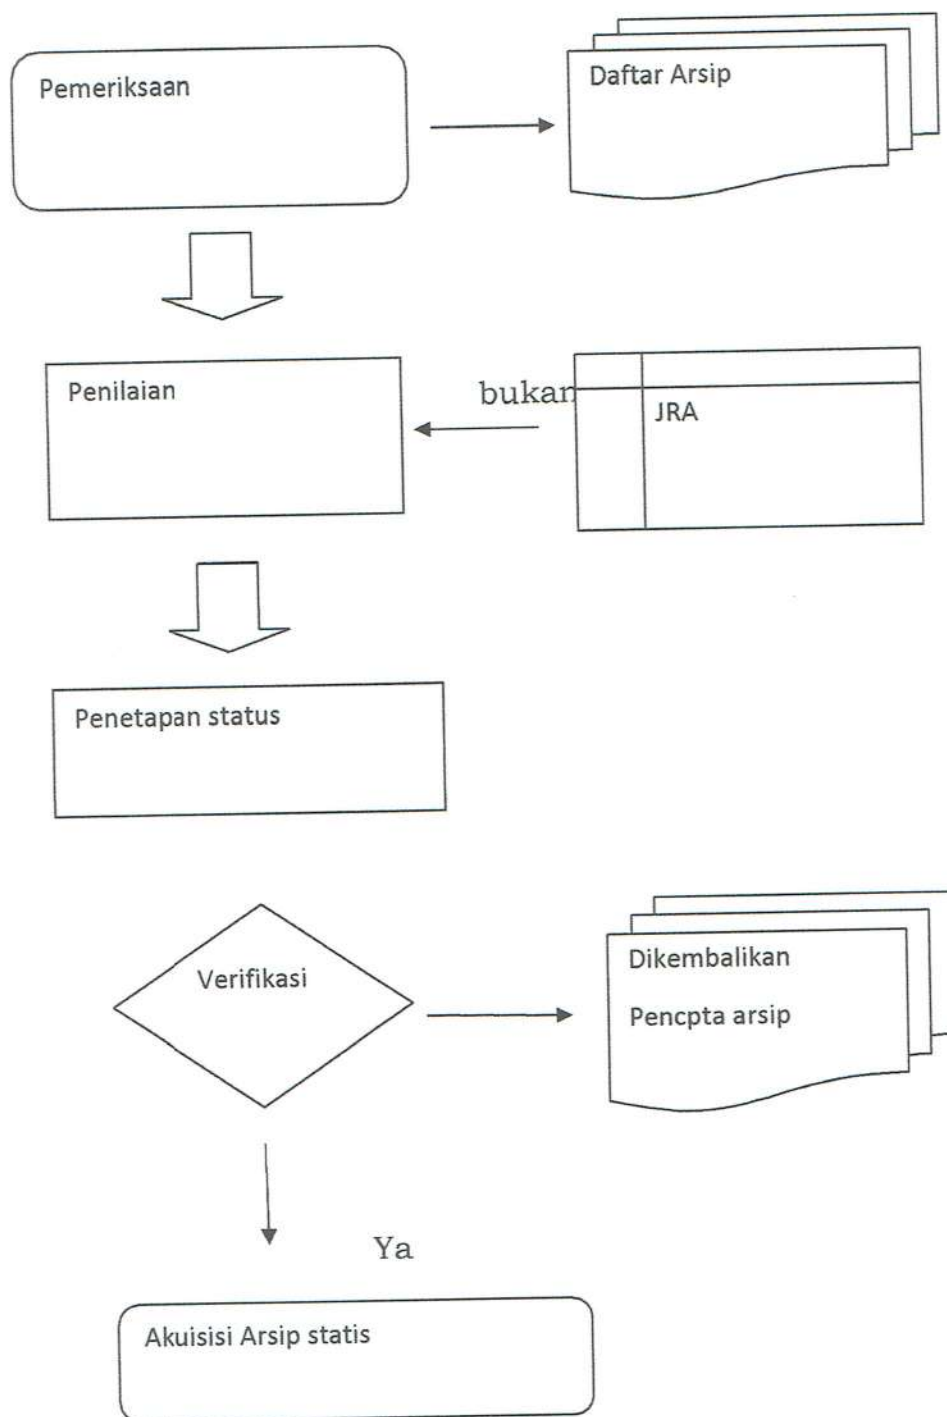 Pemeriksaan
Daftar Arsip
Penilaian
bukan
JRA
Penetapan status
Verifikasi
Dikembalikan
Pencpta arsip
Ya
Akuisisi Arsip statis